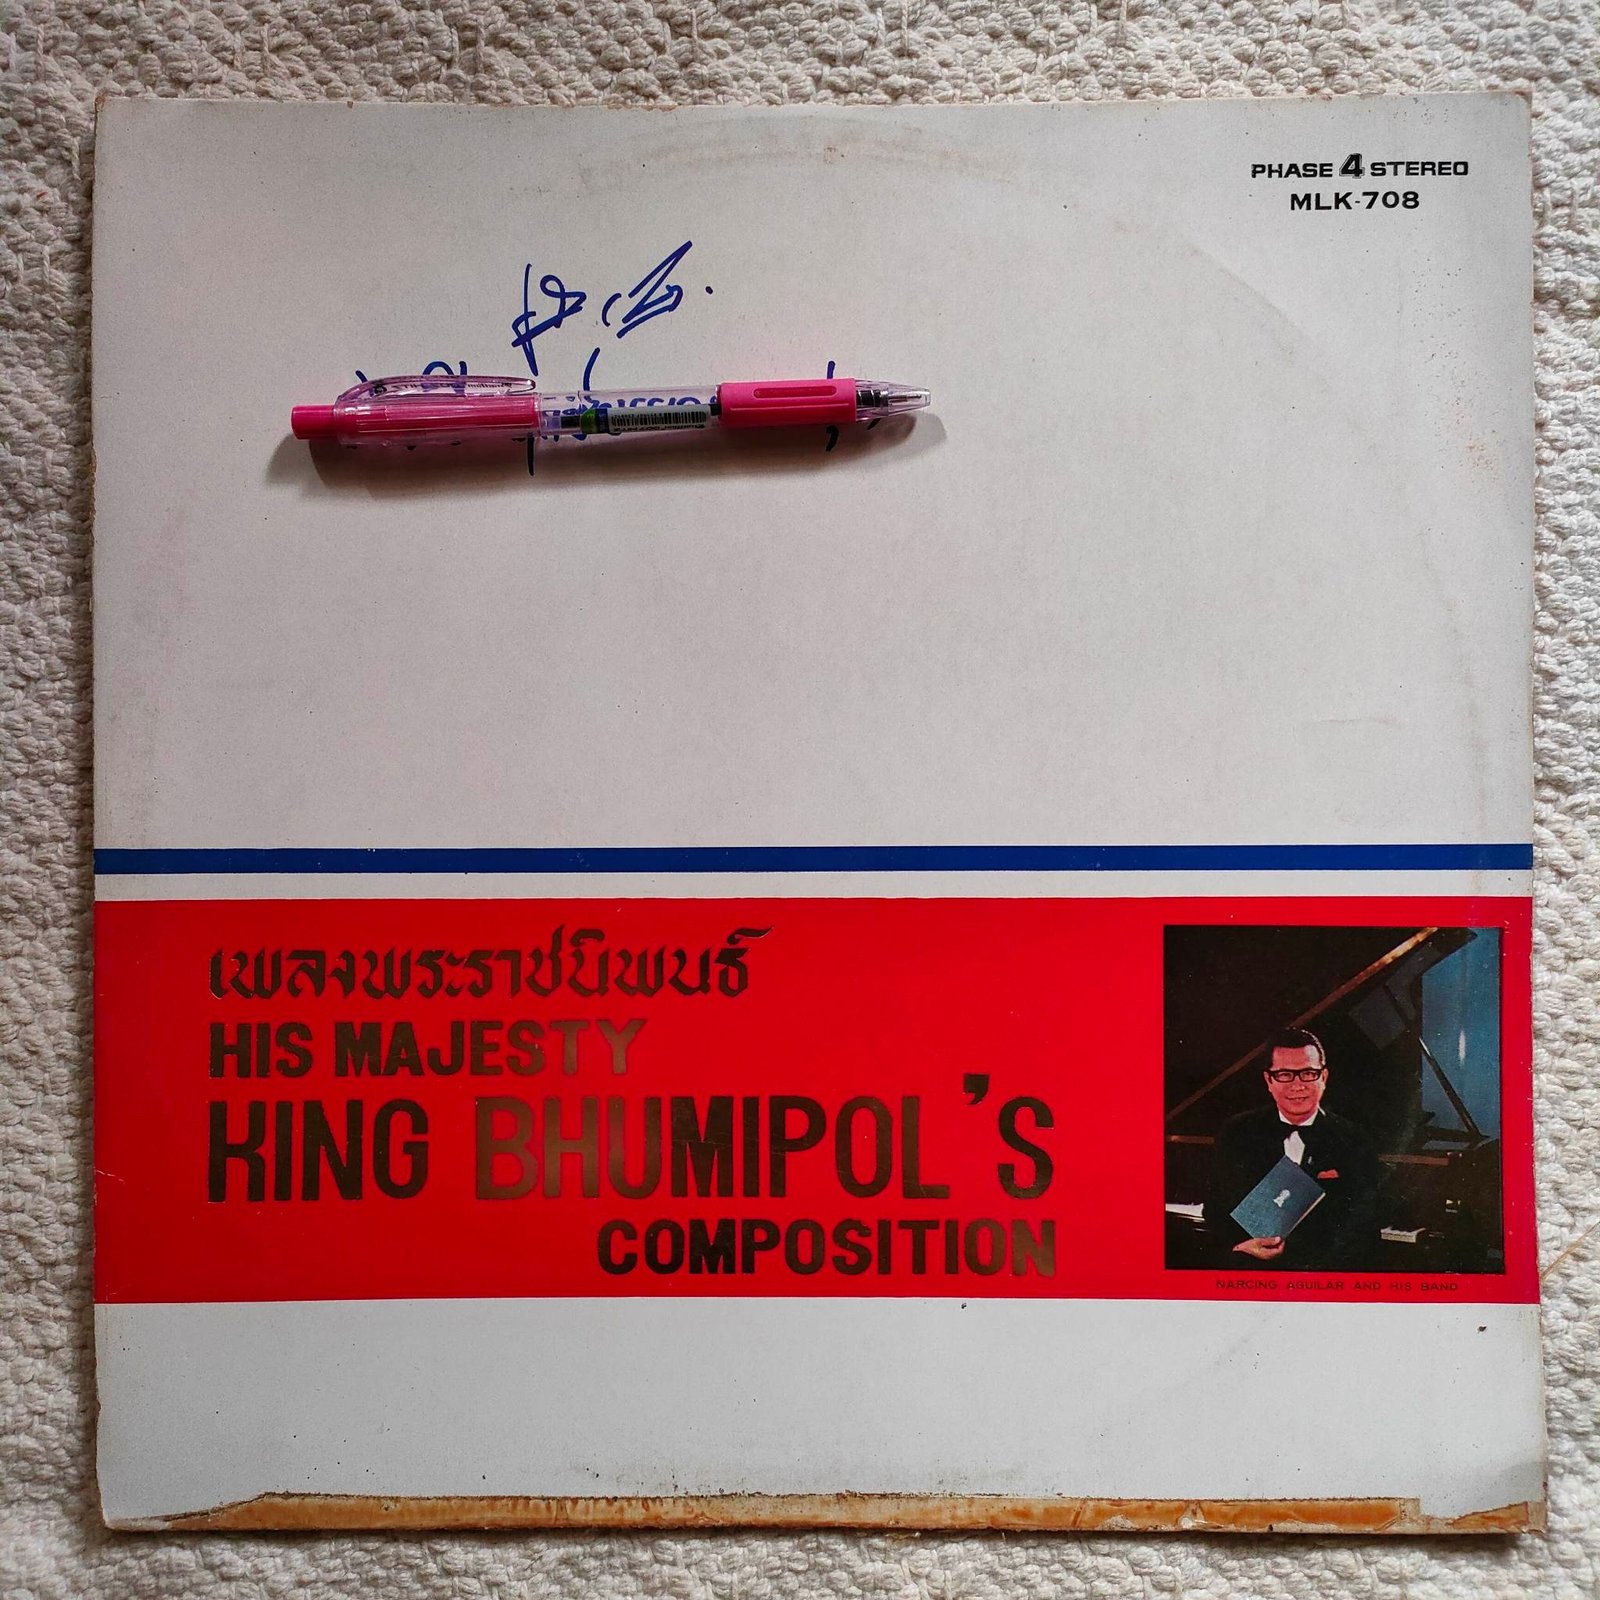 PHASE 4 STEREO
MLK-708
เพลงพระราชนิพนธ์
HIS MAJESTY
KING BHUMIPOL'S
COMPOSITION
NARCING AGUILAR AND HIS BAND